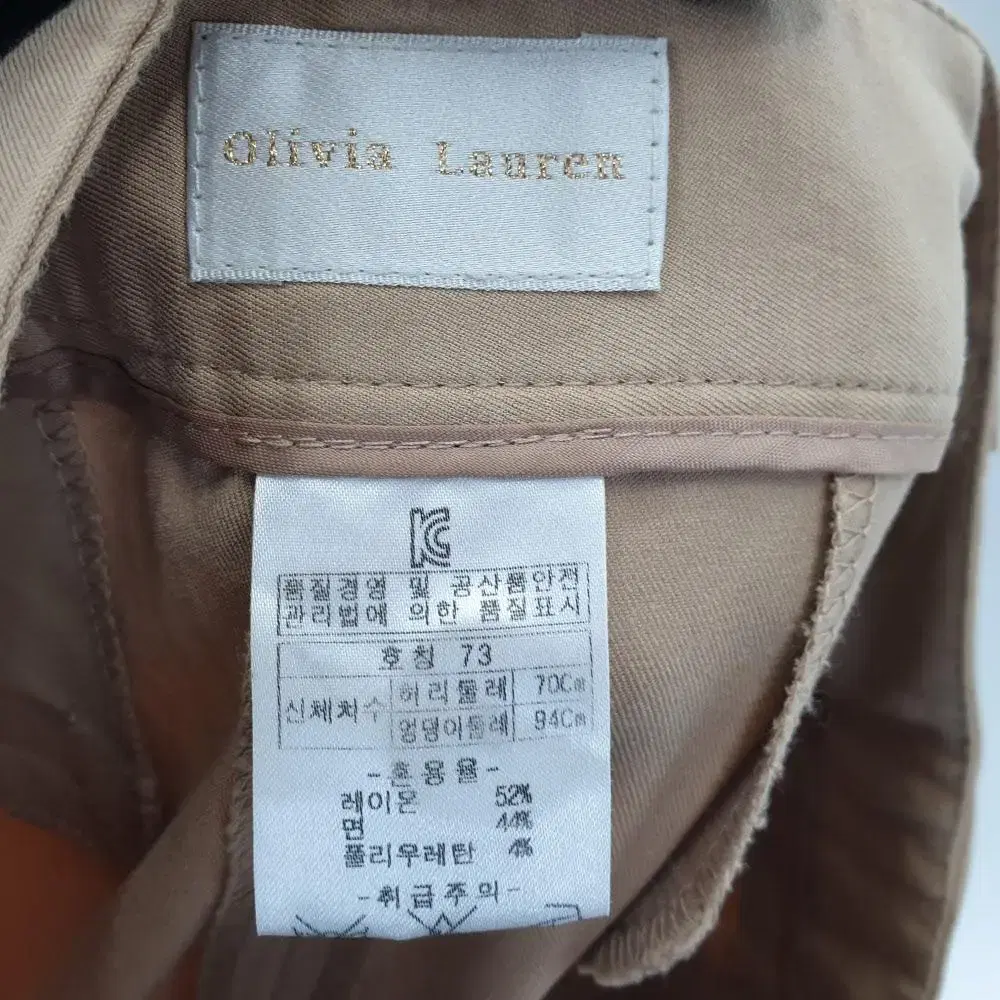 Olivia Lauren
품질경영 및 공산품안전
관리법에 의한 품질표시
호칭 73
신체치수 허리둘레 70Cm
엉덩이둘레 94Cm
-혼용율-
레이온 52%
면 44%
폴리우레탄 4%
-취급주의-